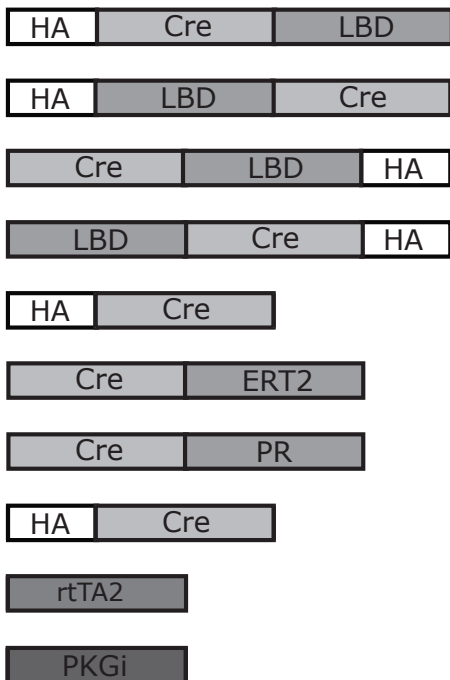 HA Cre LBD
HA LBD Cre
Cre LBD HA
LBD Cre HA
HA Cre
Cre ERT2
Cre PR
HA Cre
rtTA2
PKGi